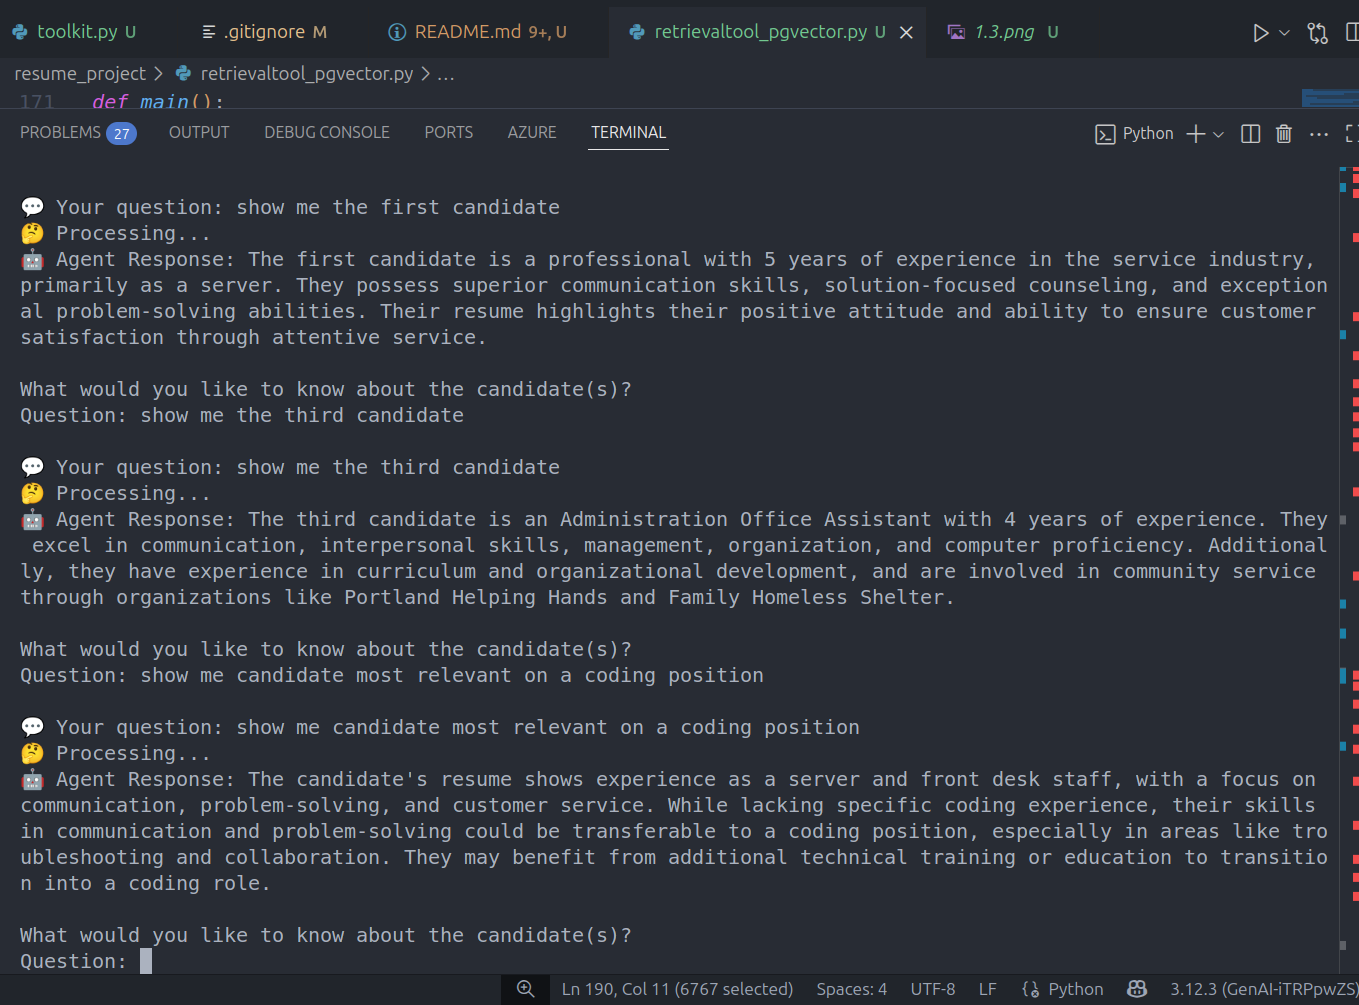 toolkit.py U .gitignore M README.md 9+, U retrievaltool_pgvector.py U 1.3.png U
resume_project > retrievaltool_pgvector.py > ...
171 def main():
PROBLEMS 27 OUTPUT DEBUG CONSOLE PORTS AZURE TERMINAL Python
💬 Your question: show me the first candidate
🤔 Processing...
🤖 Agent Response: The first candidate is a professional with 5 years of experience in the service industry,
primarily as a server. They possess superior communication skills, solution-focused counseling, and exception
al problem-solving abilities. Their resume highlights their positive attitude and ability to ensure customer
satisfaction through attentive service.
What would you like to know about the candidate(s)?
Question: show me the third candidate
💬 Your question: show me the third candidate
🤔 Processing...
🤖 Agent Response: The third candidate is an Administration Office Assistant with 4 years of experience. They
excel in communication, interpersonal skills, management, organization, and computer proficiency. Additional
ly, they have experience in curriculum and organizational development, and are involved in community service
through organizations like Portland Helping Hands and Family Homeless Shelter.
What would you like to know about the candidate(s)?
Question: show me candidate most relevant on a coding position
💬 Your question: show me candidate most relevant on a coding position
🤔 Processing...
🤖 Agent Response: The candidate's resume shows experience as a server and front desk staff, with a focus on
communication, problem-solving, and customer service. While lacking specific coding experience, their skills
in communication and problem-solving could be transferable to a coding position, especially in areas like tro
ubleshooting and collaboration. They may benefit from additional technical training or education to transitio
n into a coding role.
What would you like to know about the candidate(s)?
Question:
Ln 190, Col 11 (6767 selected) Spaces: 4 UTF-8 LF Python 3.12.3 (GenAI-iTRPpwZS)